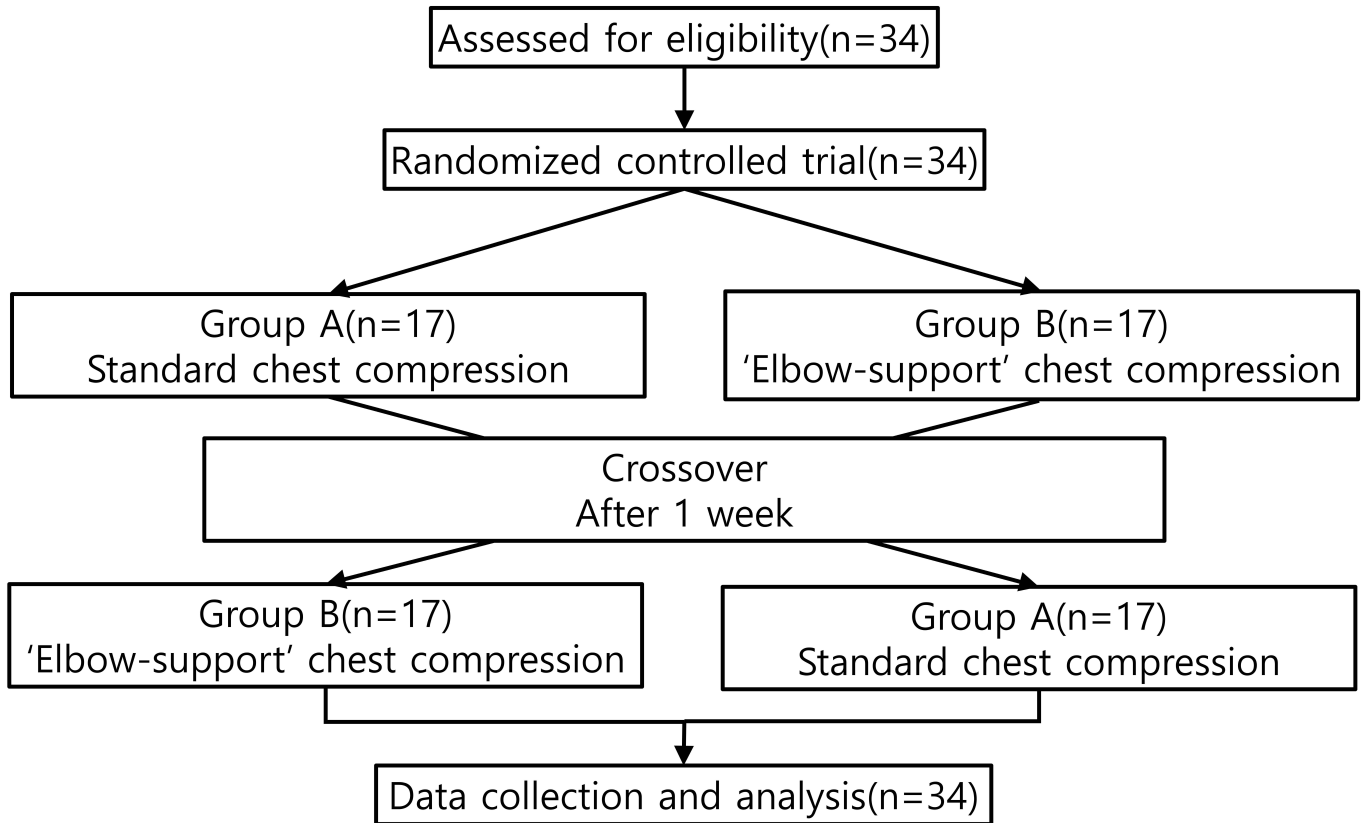 Assessed for eligibility(n=34)
Randomized controlled trial(n=34)
Group A(n=17)
Standard chest compression
Group B(n=17)
‘Elbow-support’ chest compression
Crossover
After 1 week
Group B(n=17)
‘Elbow-support’ chest compression
Group A(n=17)
Standard chest compression
Data collection and analysis(n=34)